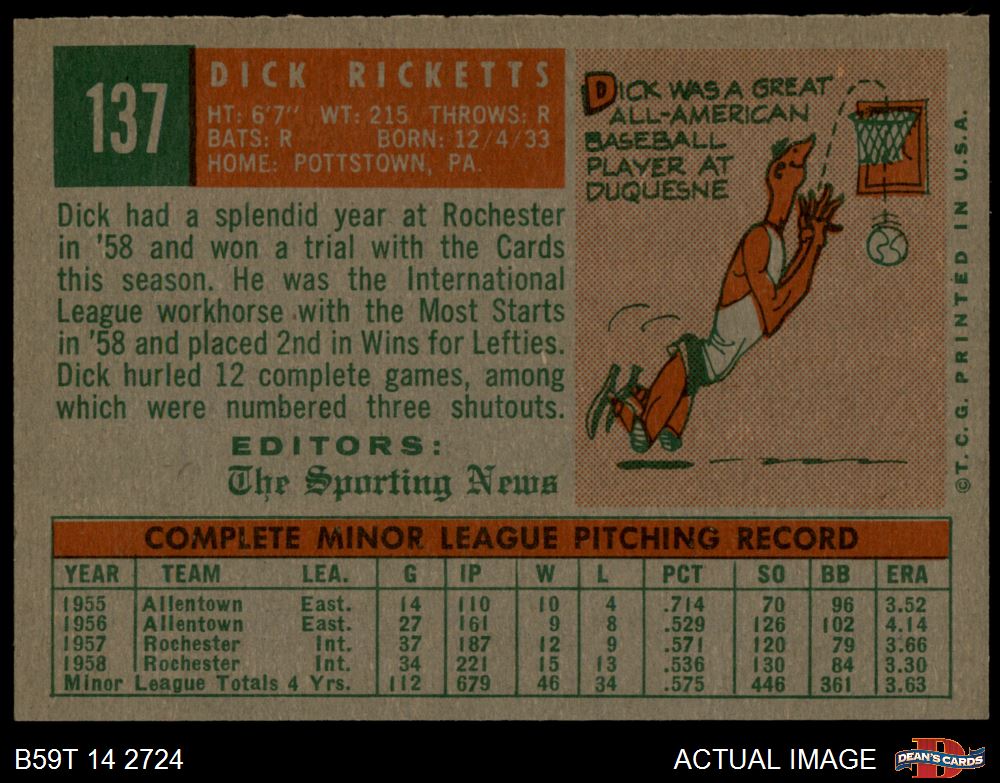 137
DICK RICKETTS
HT: 6'7" WT: 215 THROWS: R
BATS: R BORN: 12/4/33
HOME: POTTSTOWN, PA.
Dick had a splendid year at Rochester
in '58 and won a trial with the Cards
this season. He was the International
League workhorse with the Most Starts
in '58 and placed 2nd in Wins for Lefties.
Dick hurled 12 complete games, among
which were numbered three shutouts.
EDITORS:
The Sporting News
DICK WAS A GREAT
ALL-AMERICAN
BASEBALL
PLAYER AT
DUQUESNE
©T. C. G. PRINTED IN U.S.A.
COMPLETE MINOR LEAGUE PITCHING RECORD
YEAR TEAM LEA. G IP W L PCT SO BB ERA
1955 Allentown East. 14 110 10 4 .714 70 96 3.52
1956 Allentown East. 27 161 9 8 .529 126 102 4.14
1957 Rochester Int. 37 187 12 9 .571 120 79 3.66
1958 Rochester Int. 34 221 15 13 .536 130 84 3.30
Minor League Totals 4 Yrs. 112 679 46 34 .575 446 361 3.63
B59T 14 2724
ACTUAL IMAGE
D
DEAN'S CARDS